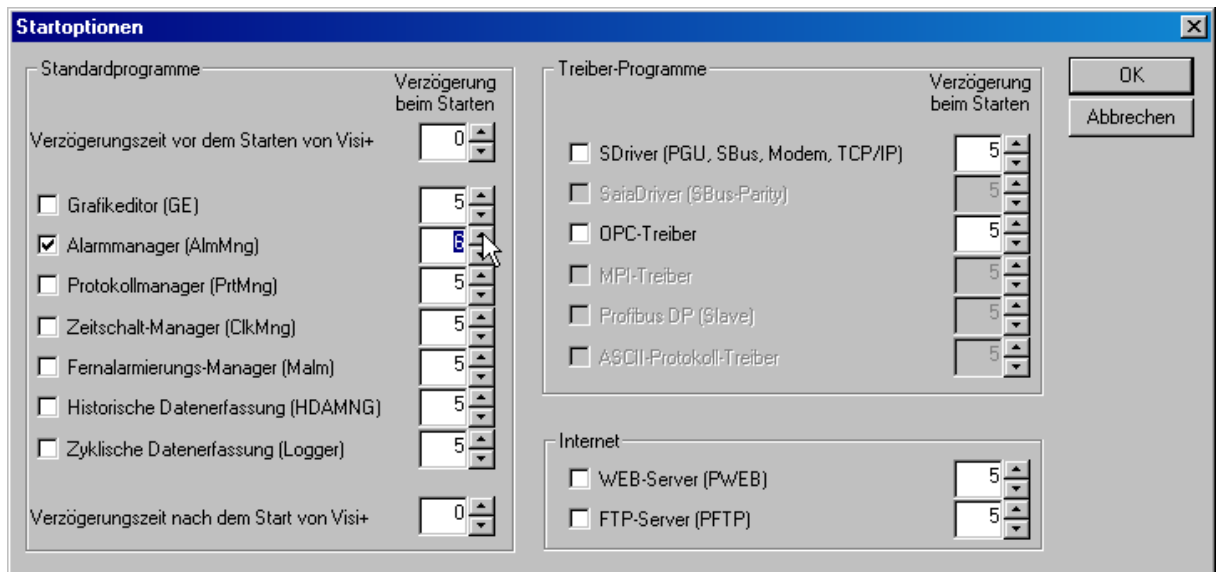 Startoptionen
Standardprogramme
Verzögerung
beim Starten
Verzögerungszeit vor dem Starten von Visi+ 0
Grafikeditor (GE) 5
Alarmmanager (AlmMng) 6
Protokollmanager (PrtMng) 5
Zeitschalt-Manager (ClkMng) 5
Fernalarmierungs-Manager (Malm) 5
Historische Datenerfassung (HDAMNG) 5
Zyklische Datenerfassung (Logger) 5
Verzögerungszeit nach dem Start von Visi+ 0
Treiber-Programme
Verzögerung
beim Starten
SDriver (PGU, SBus, Modem, TCP/IP) 5
SaiaDriver (SBus-Parity) 5
OPC-Treiber 5
MPI-Treiber 5
Profibus DP (Slave) 5
ASCII-Protokoll-Treiber 5
Internet
WEB-Server (PWEB) 5
FTP-Server (PFTP) 5
OK
Abbrechen